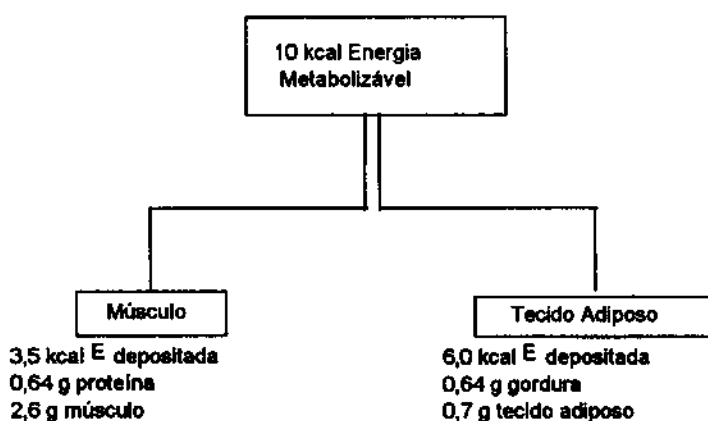 10 kcal Energia
Metabolizável
Músculo
3,5 kcal E depositada
0,64 g proteína
2,6 g músculo
Tecido Adiposo
6,0 kcal E depositada
0,64 g gordura
0,7 g tecido adiposo